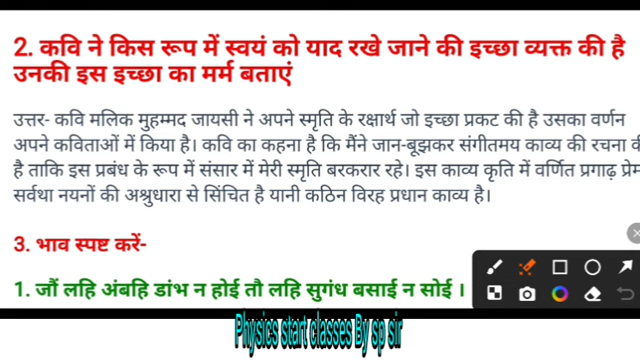 2. कवि ने किस रूप में स्वयं को याद रखे जाने की इच्छा व्यक्त की है
उनकी इस इच्छा का मर्म बताएं
उत्तर- कवि मलिक मुहम्मद जायसी ने अपने स्मृति के रक्षार्थ जो इच्छा प्रकट की है उसका वर्णन
अपने कविताओं में किया है। कवि का कहना है कि मैंने जान-बूझकर संगीतमय काव्य की रचना
है ताकि इस प्रबंध के रूप में संसार में मेरी स्मृति बरकरार रहे। इस काव्य कृति में वर्णित प्रगाढ़ प्रेम
सर्वथा नयनों की अश्रुधारा से सिंचित है यानी कठिन विरह प्रधान काव्य है।
3. भाव स्पष्ट करें-
1. जौं लहि अंबहि डांभ न होई तौ लहि सुगंध बसाई न सोई ।
Physics start classes By sp sir